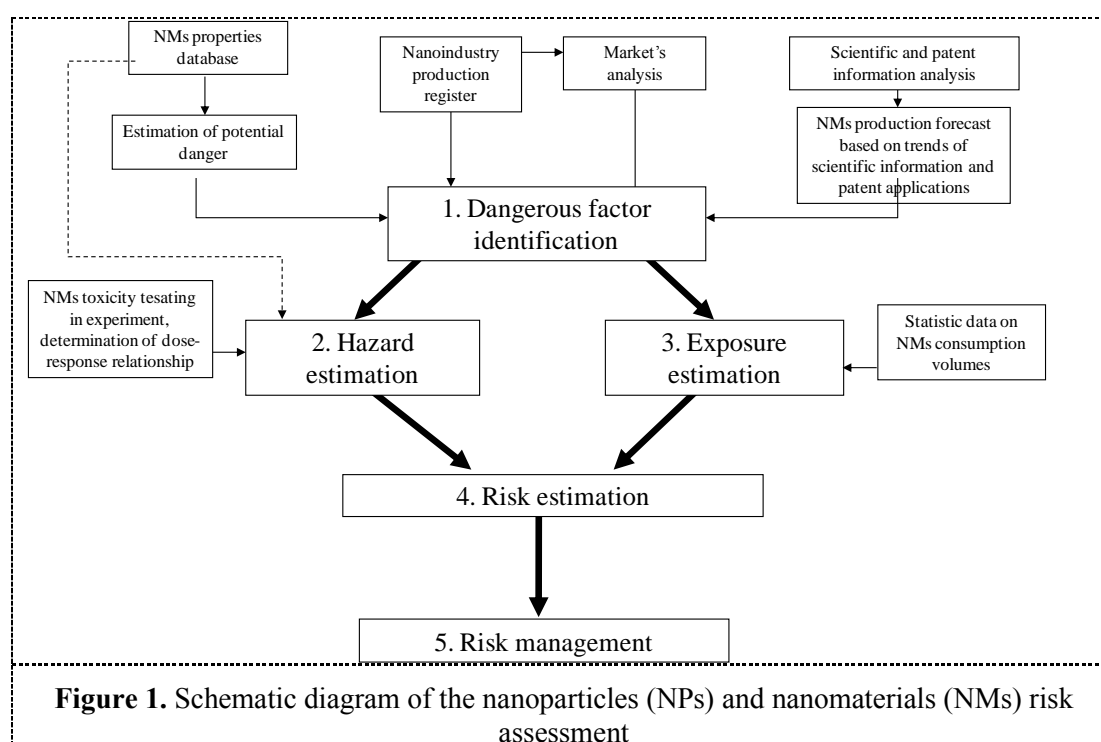 NMs properties
database
Nanoindustry
production
register
Market's
analysis
Scientific and patent
information analysis
Estimation of potential
danger
NMs production forecast
based on trends of
scientific information and
patent applications
1. Dangerous factor
identification
NMs toxicity tesating
in experiment,
determination of dose-
response relationship
2. Hazard
estimation
3. Exposure
estimation
Statistic data on
NMs consumption
volumes
4. Risk estimation
5. Risk management
Figure 1. Schematic diagram of the nanoparticles (NPs) and nanomaterials (NMs) risk
assessment